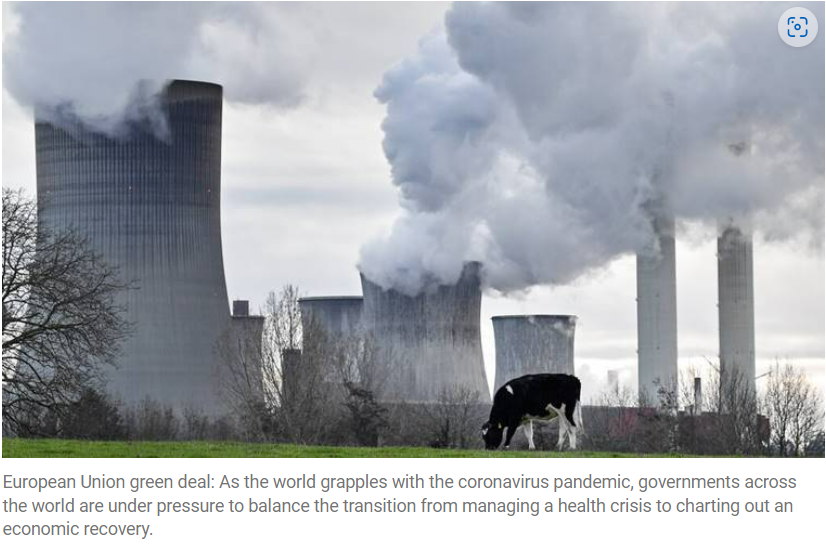 European Union green deal: As the world grapples with the coronavirus pandemic, governments across
the world are under pressure to balance the transition from managing a health crisis to charting out an
economic recovery.